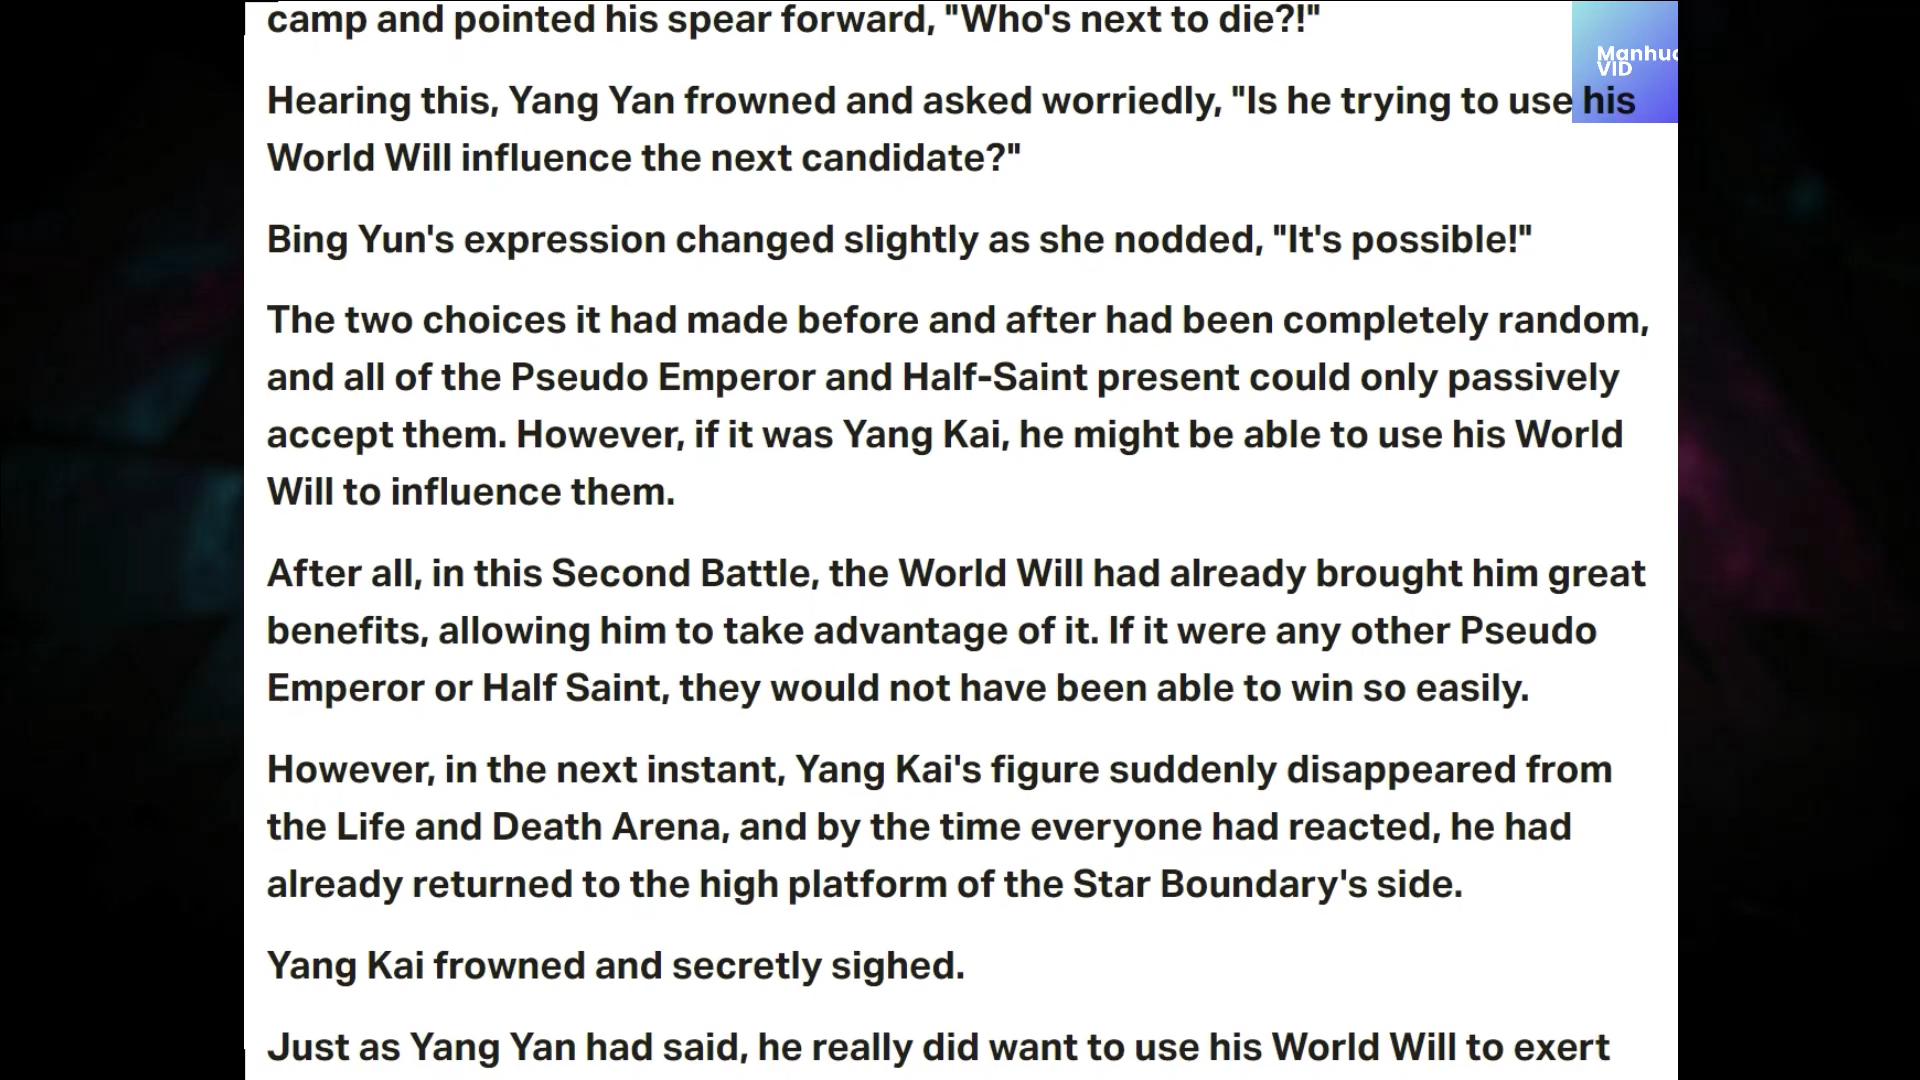 camp and pointed his spear forward, "Who's next to die?!"
Manhua
VID
Hearing this, Yang Yan frowned and asked worriedly, "Is he trying to use his
World Will influence the next candidate?"
Bing Yun's expression changed slightly as she nodded, "It's possible!"
The two choices it had made before and after had been completely random,
and all of the Pseudo Emperor and Half-Saint present could only passively
accept them. However, if it was Yang Kai, he might be able to use his World
Will to influence them.
After all, in this Second Battle, the World Will had already brought him great
benefits, allowing him to take advantage of it. If it were any other Pseudo
Emperor or Half Saint, they would not have been able to win so easily.
However, in the next instant, Yang Kai's figure suddenly disappeared from
the Life and Death Arena, and by the time everyone had reacted, he had
already returned to the high platform of the Star Boundary's side.
Yang Kai frowned and secretly sighed.
Just as Yang Yan had said, he really did want to use his World Will to exert